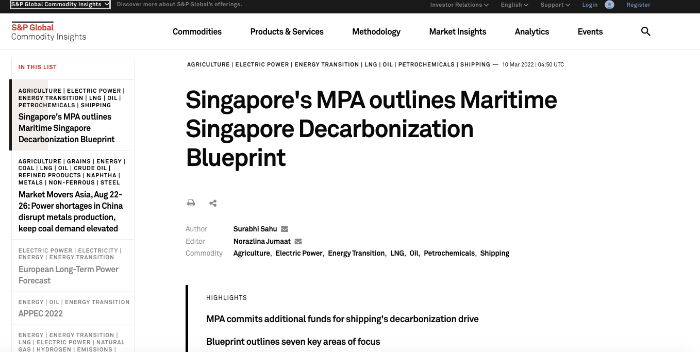 S&P Global Commodity Insights
Discover more about S&P Global's offerings.
Investor Relations
English
Support
Login
Register
S&P Global
Commodity Insights
Commodities
Products & Services
Methodology
Market Insights
Analytics
Events
IN THIS LIST
AGRICULTURE | ELECTRIC POWER |
ENERGY TRANSITION | LNG | OIL |
PETROCHEMICALS | SHIPPING
Singapore's MPA outlines
Maritime Singapore
Decarbonization Blueprint
AGRICULTURE | GRAINS | ENERGY |
COAL | LNG | OIL | CRUDE OIL |
REFINED PRODUCTS | NAPHTHA |
METALS | NON-FERROUS | STEEL
Market Movers Asia, Aug 22-
26: Power shortages in China
disrupt metals production,
keep coal demand elevated
ELECTRIC POWER | ELECTRICITY |
ENERGY | ENERGY TRANSITION
European Long-Term Power
Forecast
ENERGY | OIL | ENERGY TRANSITION
APPEC 2022
ENERGY | ENERGY TRANSITION |
LNG | METALS | POWER | NATURAL
GAS | HYDROGEN | EMISSIONS |
AGRICULTURE | ELECTRIC POWER | ENERGY TRANSITION | LNG | OIL | PETROCHEMICALS | SHIPPING — 10 Mar 2022 | 04:50 UTC
Singapore's MPA outlines Maritime
Singapore Decarbonization
Blueprint
Author Surabhi Sahu
Editor Norazlina Jumaat
Commodity Agriculture, Electric Power, Energy Transition, LNG, Oil, Petrochemicals, Shipping
HIGHLIGHTS
MPA commits additional funds for shipping's decarbonization drive
Blueprint outlines seven key areas of focus